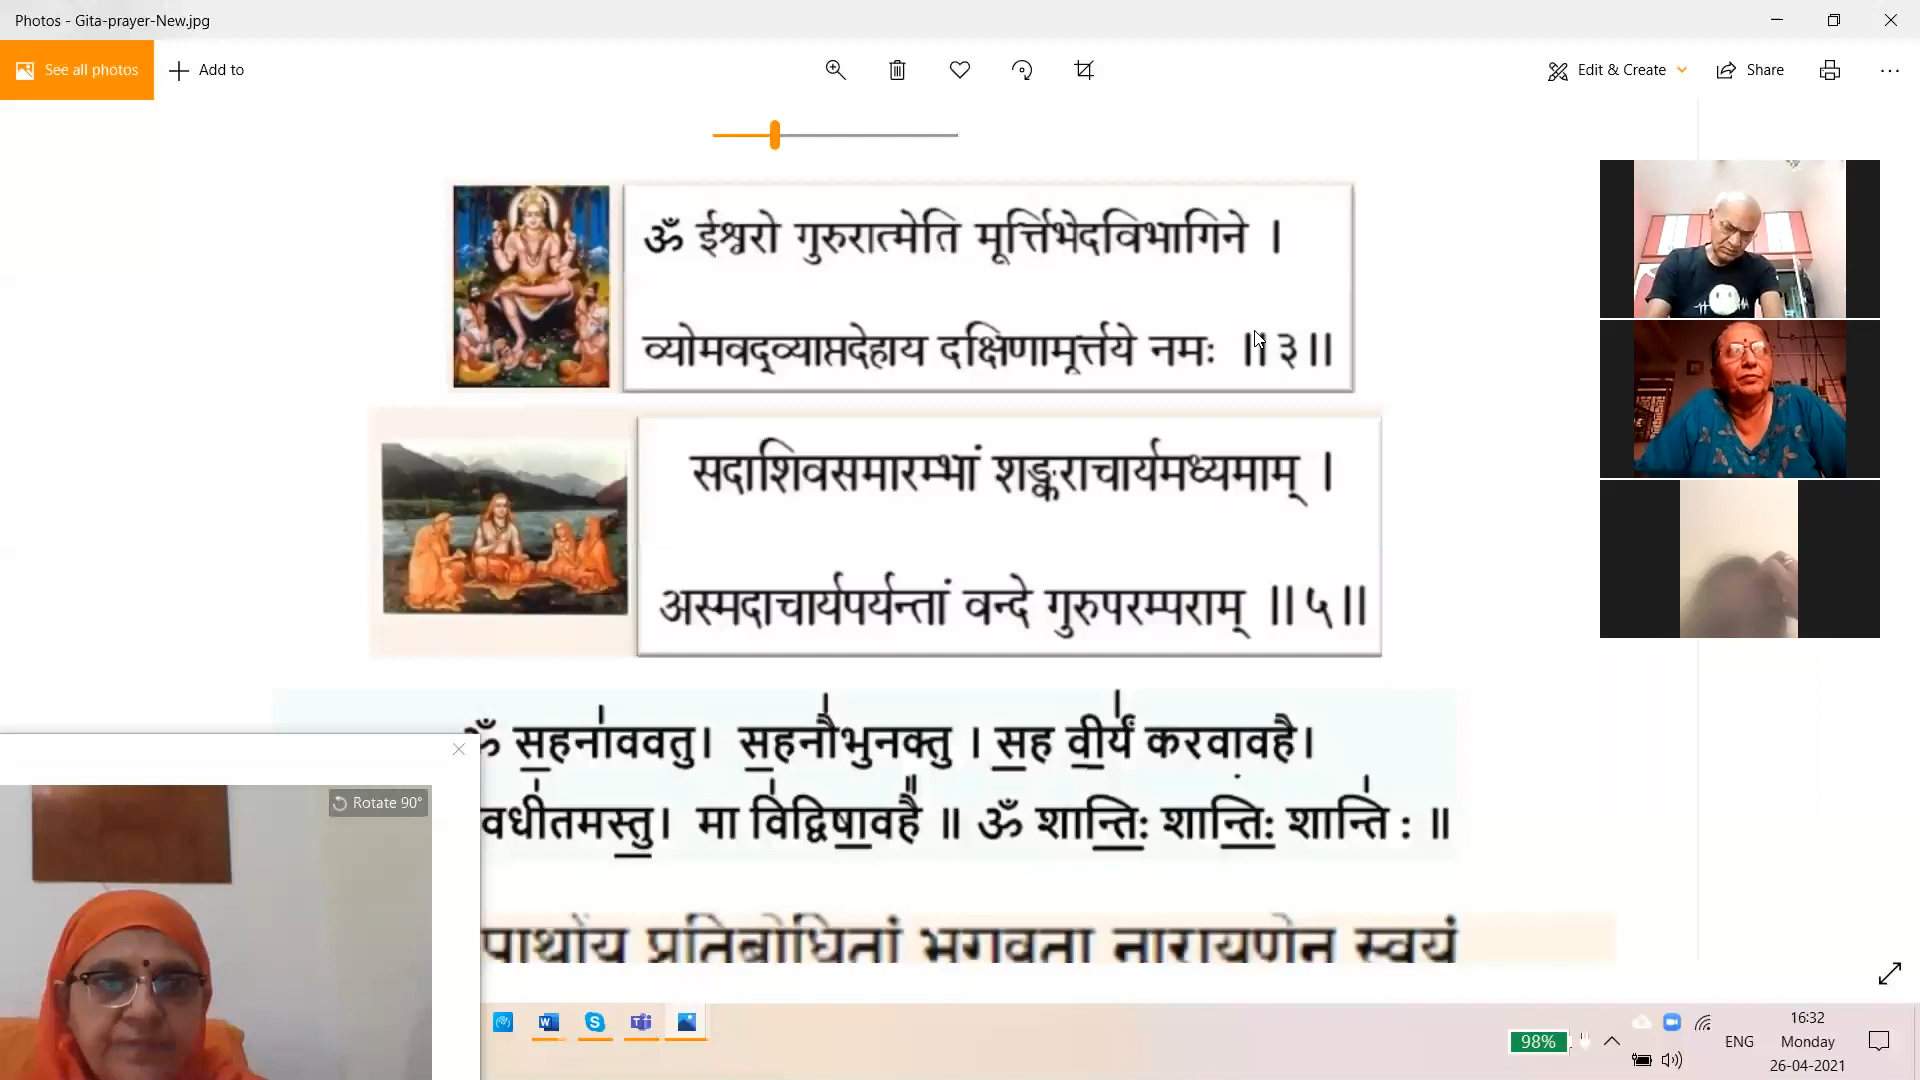 Photos - Gita-prayer-New.jpg
See all photos
Add to
Edit & Create
Share
ॐ ईश्वरो गुरुरात्मेति मूर्त्तिभेदविभागिने ।
व्योमवद्व्याप्तदेहाय दक्षिणामूर्त्तये नमः ॥३॥
सदाशिवसमारम्भां शङ्कराचार्यमध्यमाम् ।
अस्मदाचार्यपर्यन्तां वन्दे गुरुपरम्पराम् ॥५॥
ॐ स॒हना॑ववतु। स॒हनौ॑भुनक्तु । स॒ह वी॒र्यं॑ करवावहै।
वधी॑तमस्तु॒। मा वि॑द्विषा॒वहै᳚ ॥ ॐ शान्तिः॒ शान्तिः॒ शान्ति॑ : ॥
पार्थाय प्रतिबोधितां भगवता नारायणेन स्वयं
Rotate 90°
98%
ENG
16:32
Monday
26-04-2021